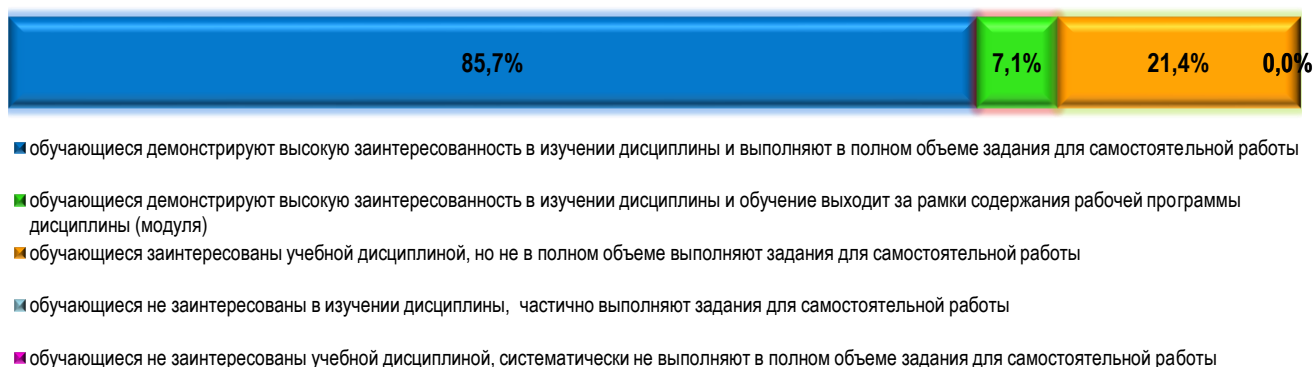 85,7% 7,1% 21,4% 0,0%
обучающиеся демонстрируют высокую заинтересованность в изучении дисциплины и выполняют в полном объеме задания для самостоятельной работы
обучающиеся демонстрируют высокую заинтересованность в изучении дисциплины и обучение выходит за рамки содержания рабочей программы
дисциплины (модуля)
обучающиеся заинтересованы учебной дисциплиной, но не в полном объеме выполняют задания для самостоятельной работы
обучающиеся не заинтересованы в изучении дисциплины, частично выполняют задания для самостоятельной работы
обучающиеся не заинтересованы учебной дисциплиной, систематически не выполняют в полном объеме задания для самостоятельной работы